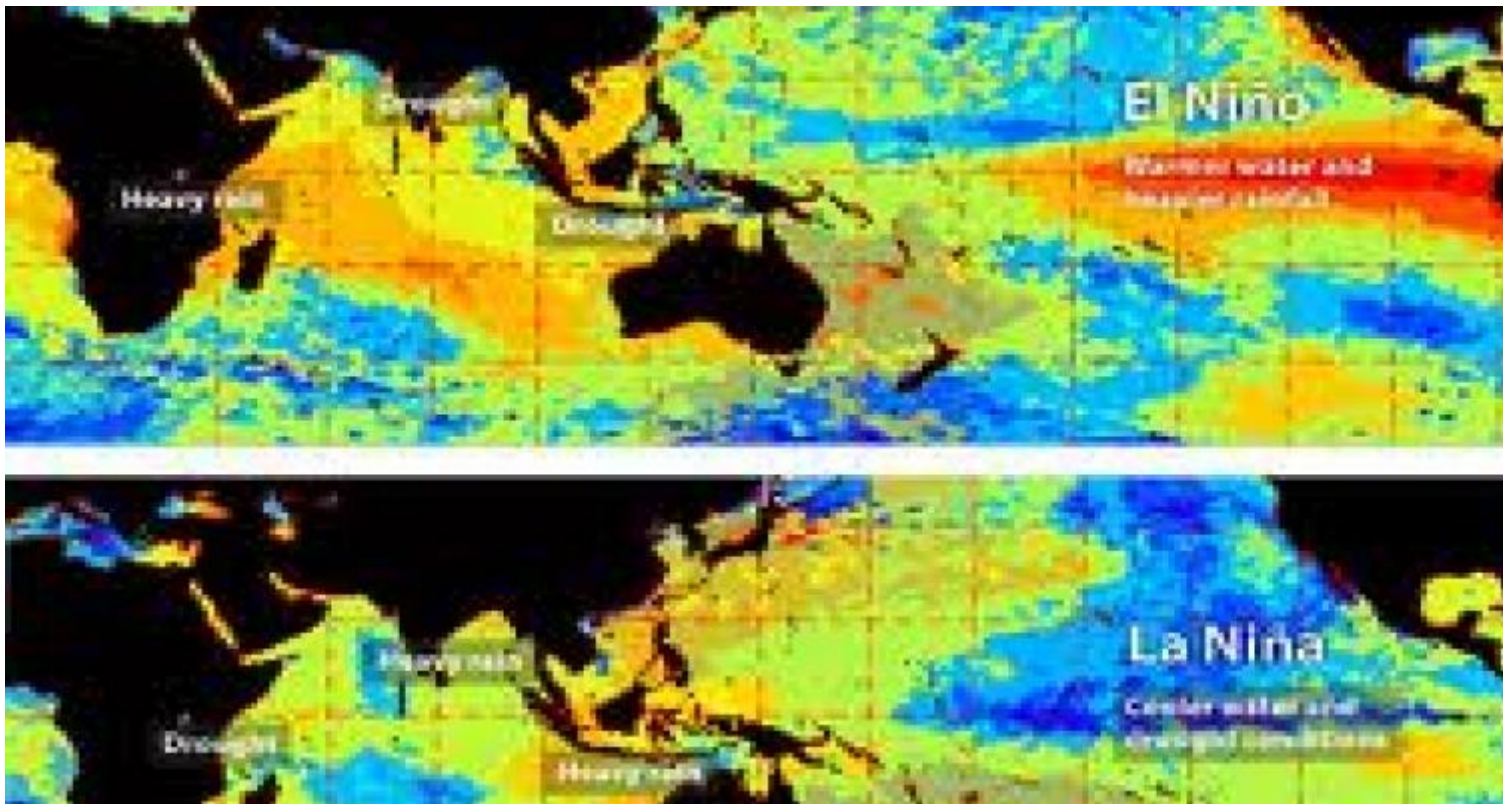 El Niño
Drought
Warmer water and
heavier rainfall
Heavy rain
Drought
La Niña
Heavy rain
Cooler water and
drought conditions
Drought
Heavy rain